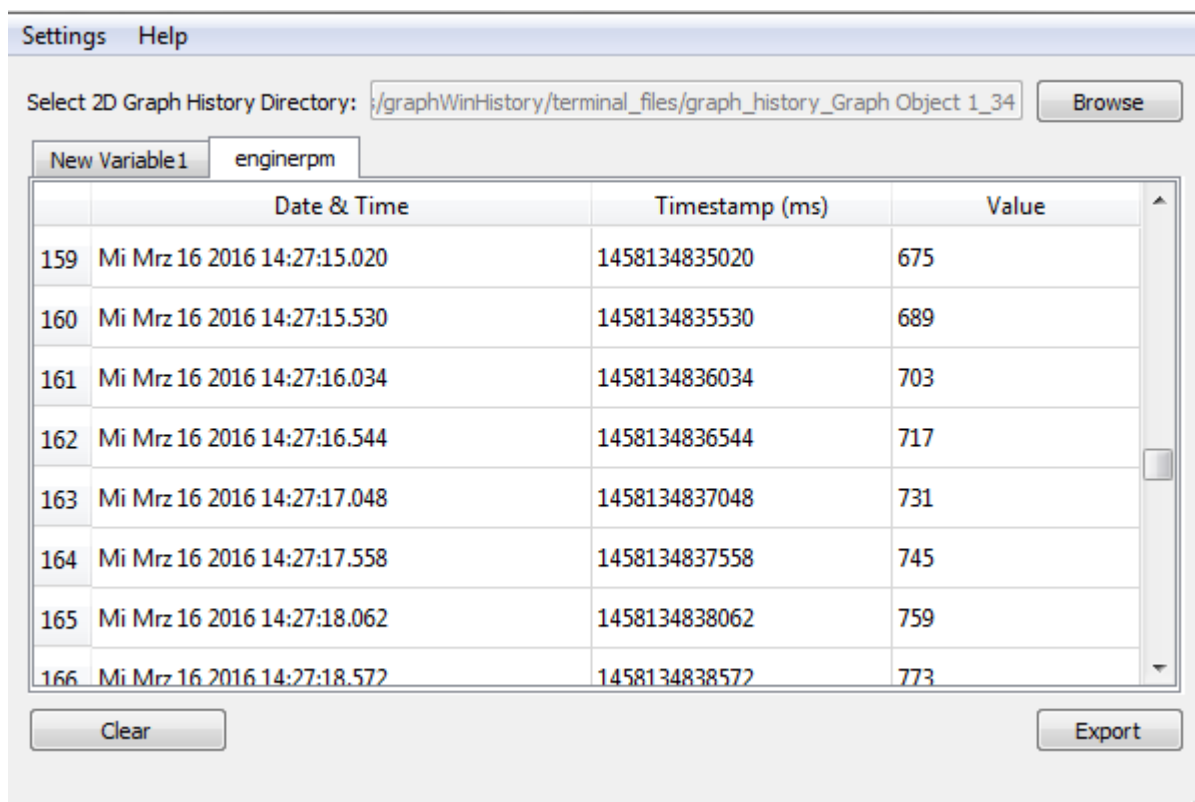 Settings Help
Select 2D Graph History Directory: :/graphWinHistory/terminal_files/graph_history_Graph Object 1_34 Browse
New Variable1 enginerpm
Date & Time Timestamp (ms) Value
159 Mi Mrz 16 2016 14:27:15.020 1458134835020 675
160 Mi Mrz 16 2016 14:27:15.530 1458134835530 689
161 Mi Mrz 16 2016 14:27:16.034 1458134836034 703
162 Mi Mrz 16 2016 14:27:16.544 1458134836544 717
163 Mi Mrz 16 2016 14:27:17.048 1458134837048 731
164 Mi Mrz 16 2016 14:27:17.558 1458134837558 745
165 Mi Mrz 16 2016 14:27:18.062 1458134838062 759
166 Mi Mrz 16 2016 14:27:18.572 1458134838572 773
Clear Export